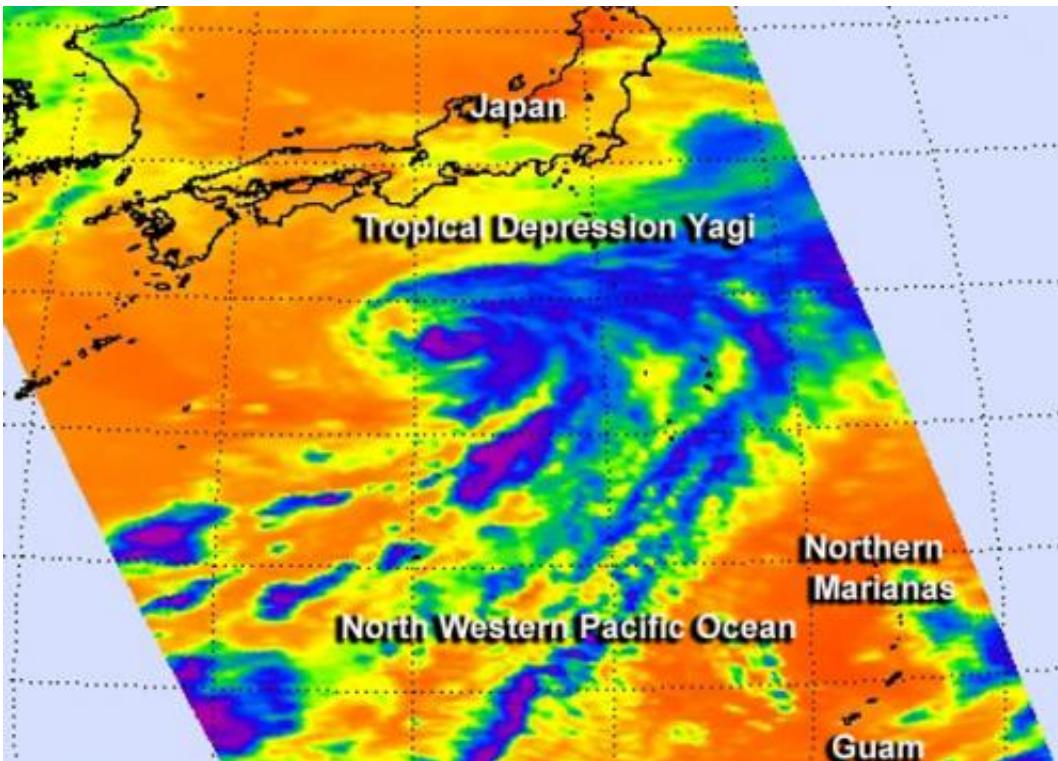 Japan
Tropical Depression Yagi
Northern
Marianas
North Western Pacific Ocean
Guam